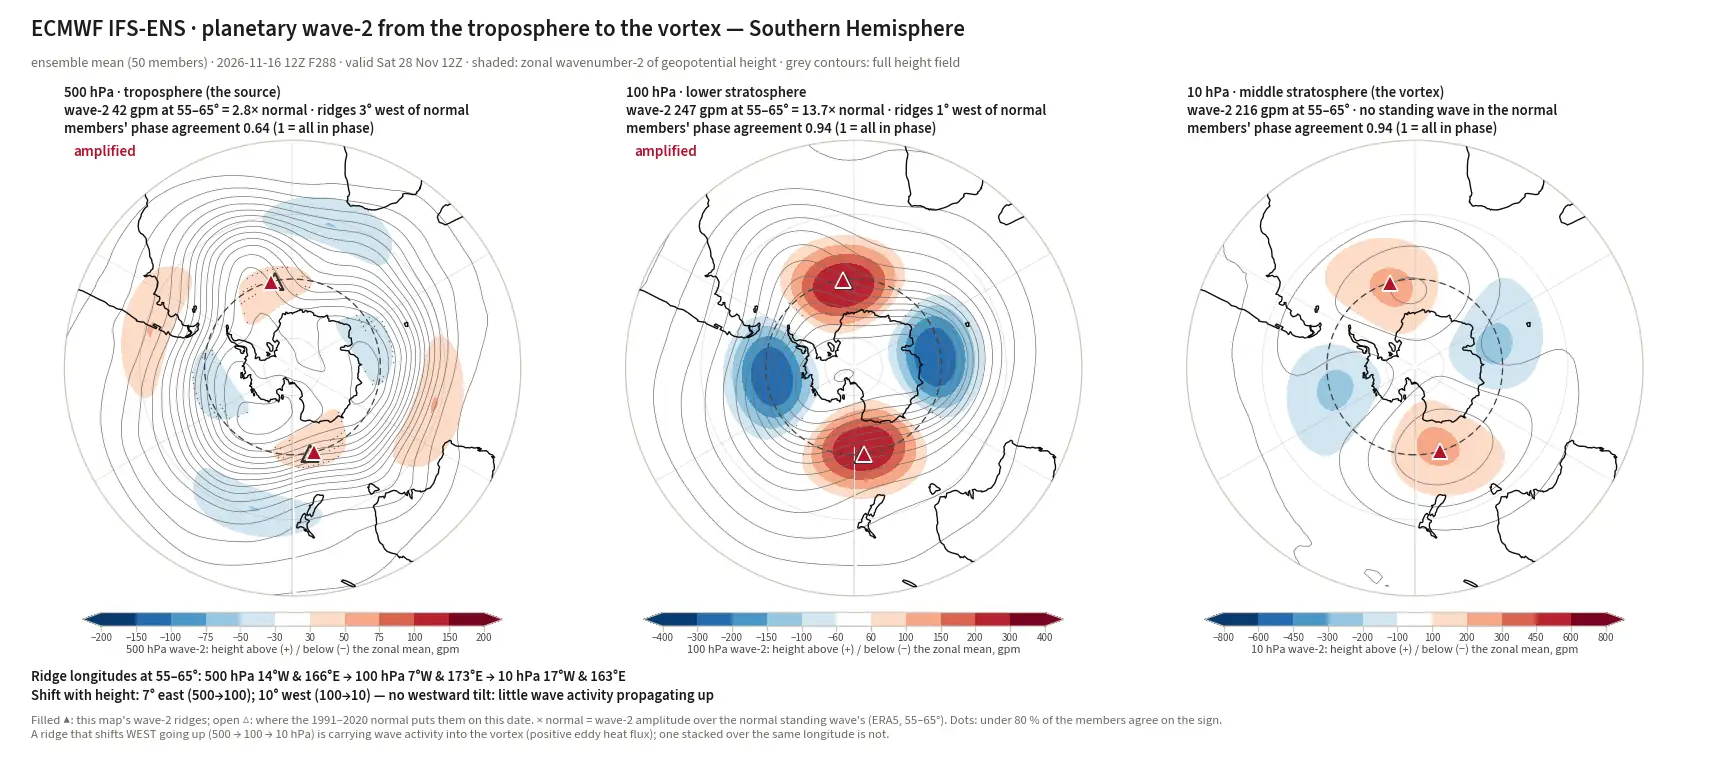 ECMWF IFS-ENS · planetary wave-2 from the troposphere to the vortex — Southern Hemisphere
ensemble mean (50 members) · 2026-11-16 12Z F288 · valid Sat 28 Nov 12Z · shaded: zonal wavenumber-2 of geopotential height · grey contours: full height field
500 hPa · troposphere (the source)
wave-2 42 gpm at 55–65° = 2.8× normal · ridges 3° west of normal
members' phase agreement 0.64 (1 = all in phase)
amplified
100 hPa · lower stratosphere
wave-2 247 gpm at 55–65° = 13.7× normal · ridges 1° west of normal
members' phase agreement 0.94 (1 = all in phase)
amplified
10 hPa · middle stratosphere (the vortex)
wave-2 216 gpm at 55–65° · no standing wave in the normal
members' phase agreement 0.94 (1 = all in phase)
−200 −150 −100 −75 −50 −30 30 50 75 100 150 200
500 hPa wave-2: height above (+) / below (−) the zonal mean, gpm
−400 −300 −200 −150 −100 −60 60 100 150 200 300 400
100 hPa wave-2: height above (+) / below (−) the zonal mean, gpm
−800 −600 −450 −300 −200 −100 100 200 300 450 600 800
10 hPa wave-2: height above (+) / below (−) the zonal mean, gpm
Ridge longitudes at 55–65°: 500 hPa 14°W & 166°E → 100 hPa 7°W & 173°E → 10 hPa 17°W & 163°E
Shift with height: 7° east (500→100); 10° west (100→10) — no westward tilt: little wave activity propagating up
Filled ▲: this map's wave-2 ridges; open △: where the 1991–2020 normal puts them on this date. × normal = wave-2 amplitude over the normal standing wave's (ERA5, 55–65°). Dots: under 80 % of the members agree on the sign.
A ridge that shifts WEST going up (500 → 100 → 10 hPa) is carrying wave activity into the vortex (positive eddy heat flux); one stacked over the same longitude is not.